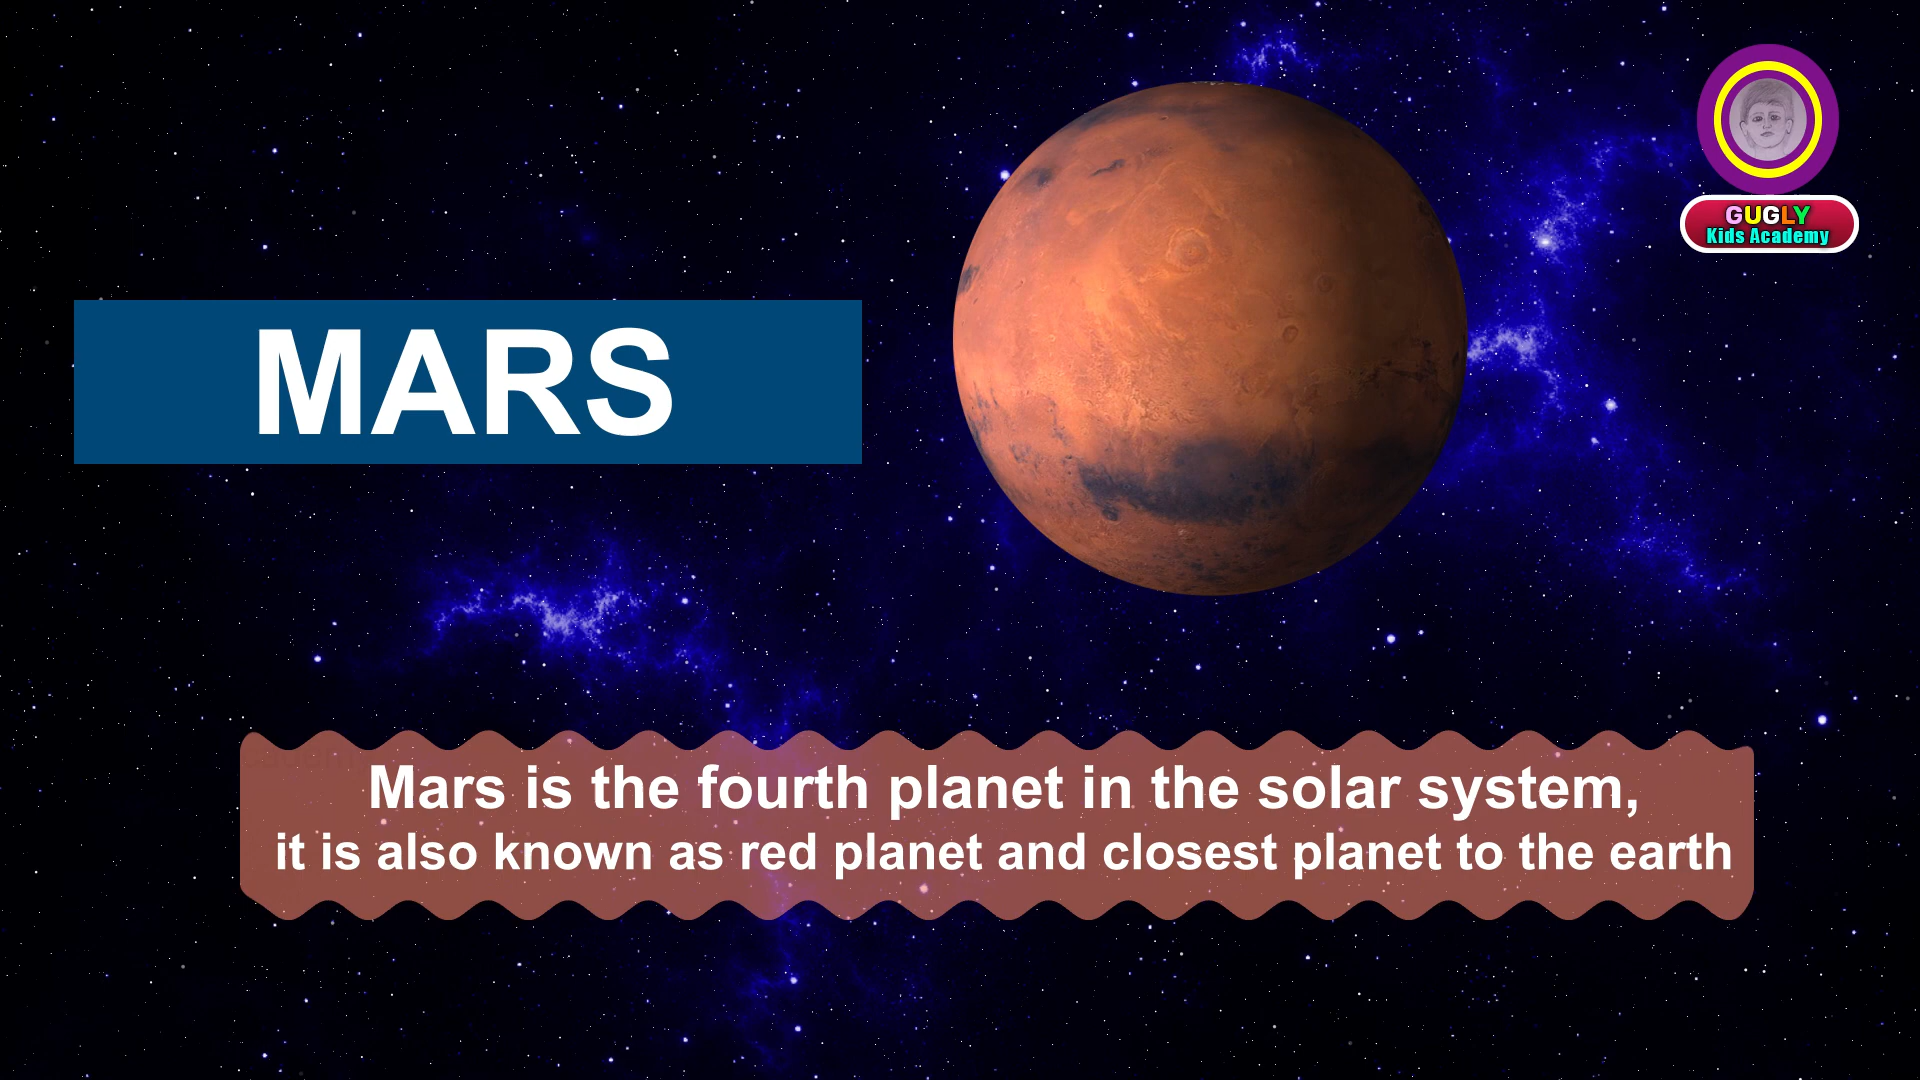 GUGLY
Kids Academy
MARS
Mars is the fourth planet in the solar system,
it is also known as red planet and closest planet to the earth